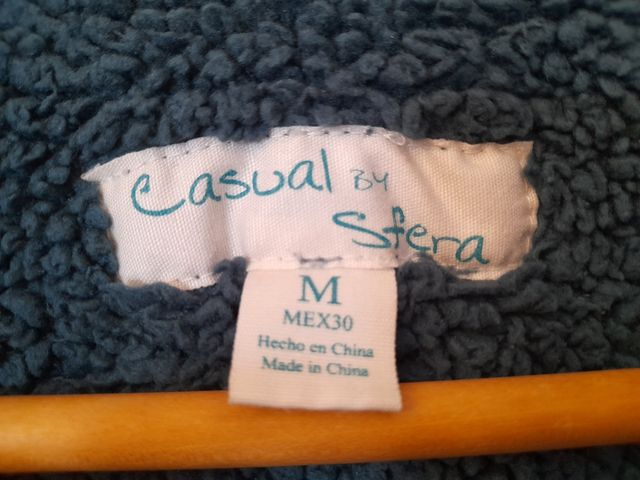 Casual BY
Sfera
M
MEX30
Hecho en China
Made in China